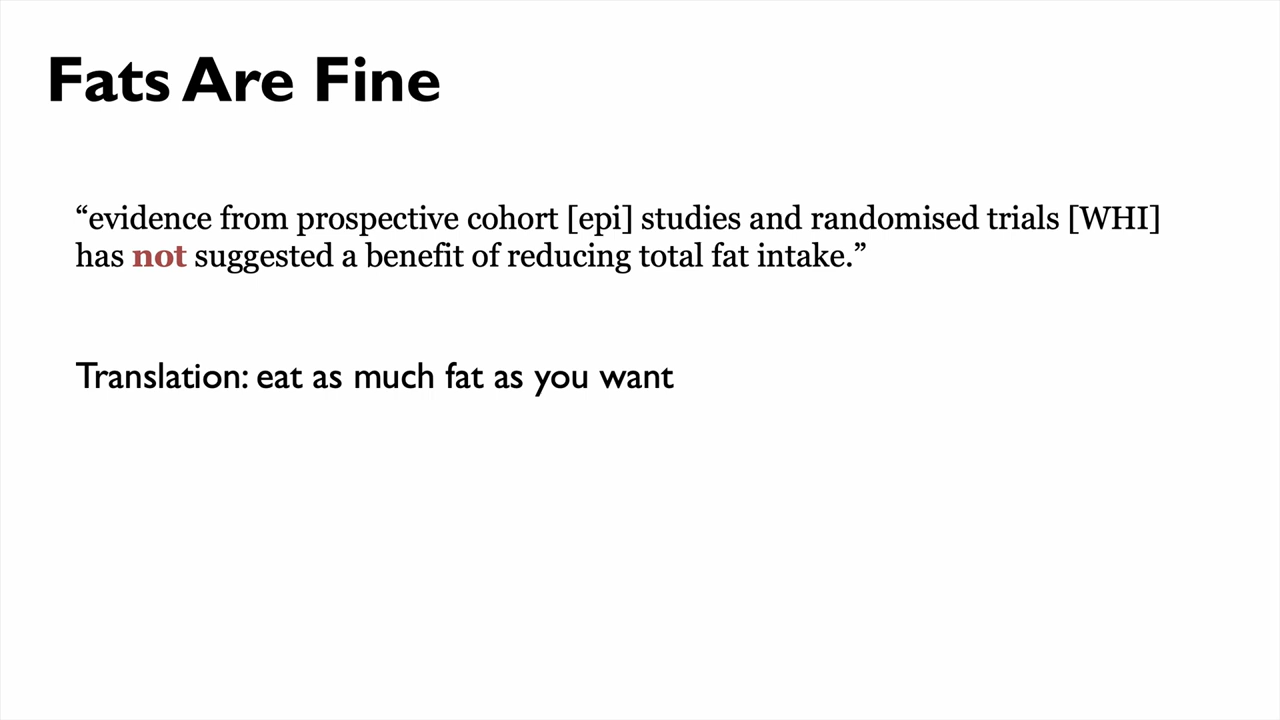 Fats Are Fine
“evidence from prospective cohort [epi] studies and randomised trials [WHI]
has not suggested a benefit of reducing total fat intake.”
Translation: eat as much fat as you want